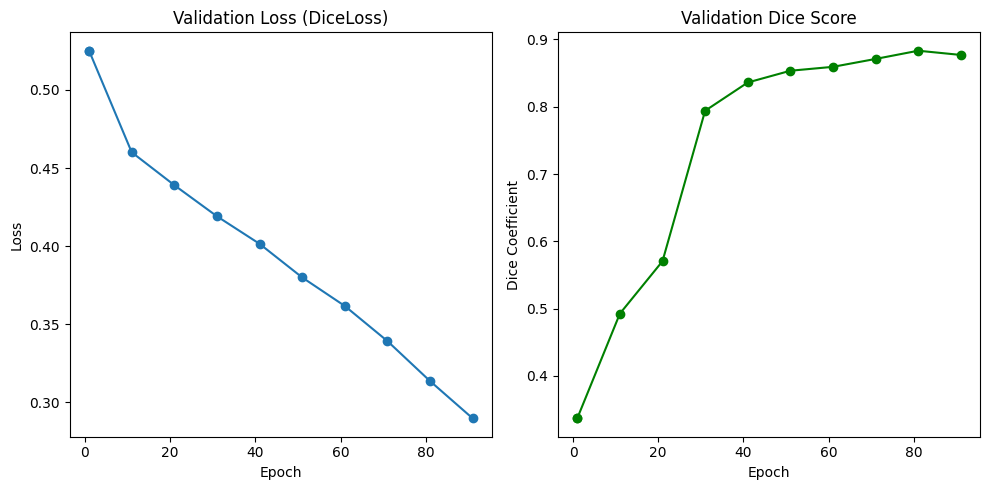 Validation Loss (DiceLoss)
0.50
0.45
0.40
0.35
0.30
Loss
0 20 40 60 80
Epoch
Validation Dice Score
0.9
0.8
0.7
0.6
0.5
0.4
Dice Coefficient
0 20 40 60 80
Epoch